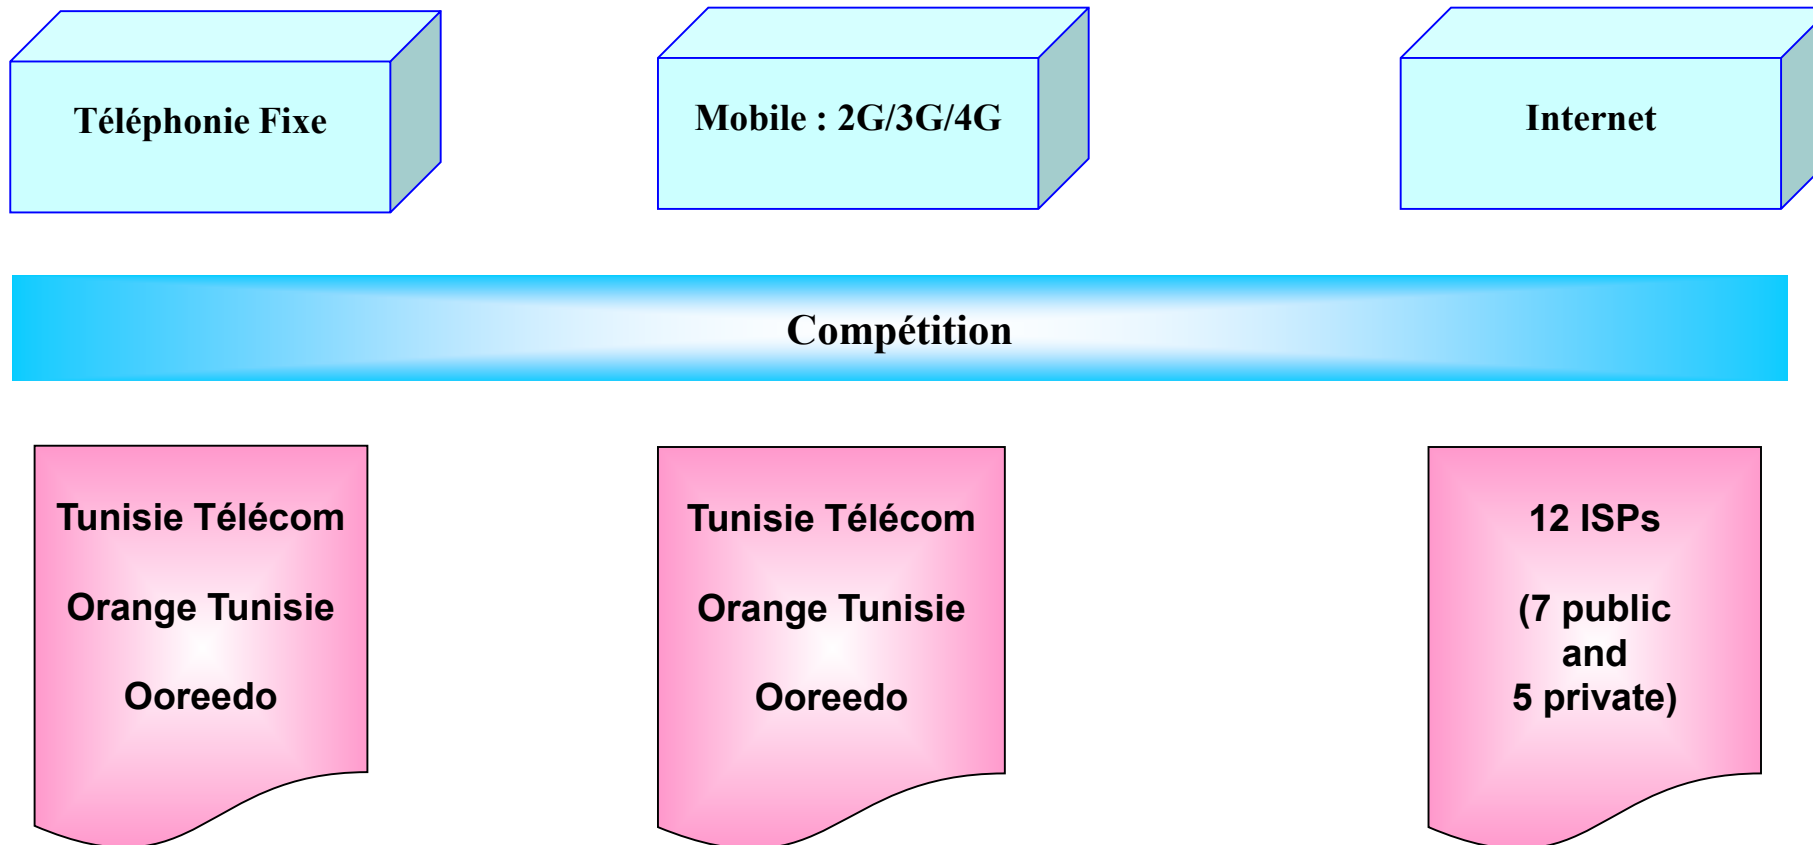 Téléphonie Fixe
Mobile : 2G/3G/4G
Internet
Compétition
Tunisie Télécom
Orange Tunisie
Ooreedo
Tunisie Télécom
Orange Tunisie
Ooreedo
12 ISPs
(7 public
and
5 private)